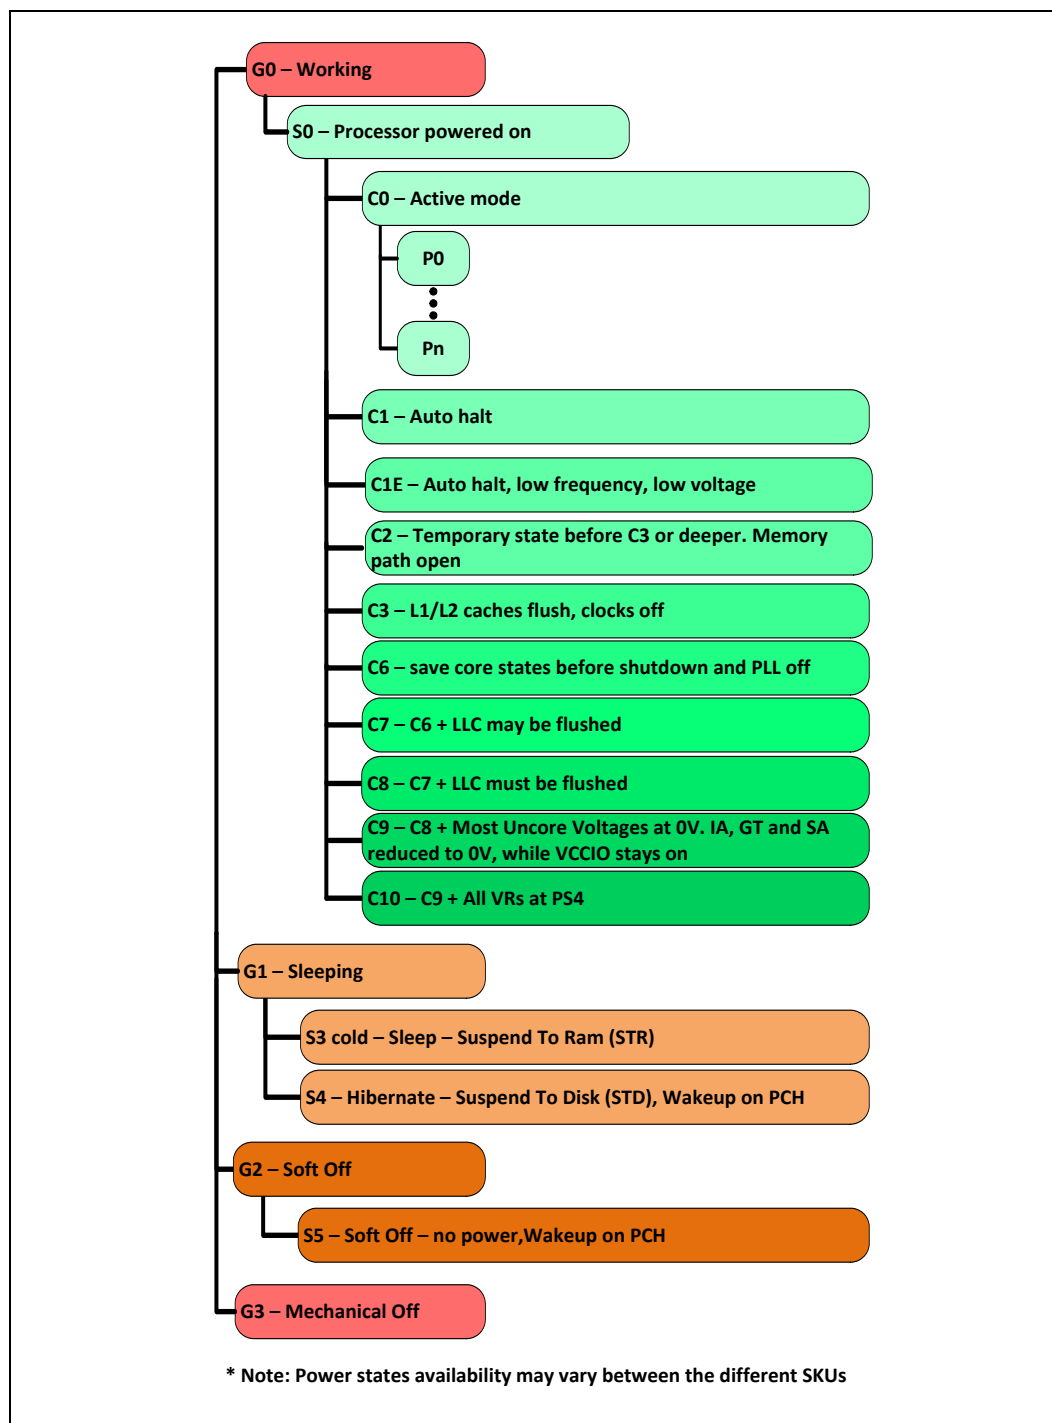 G0 – Working
S0 – Processor powered on
C0 – Active mode
P0
Pn
C1 – Auto halt
C1E – Auto halt, low frequency, low voltage
C2 – Temporary state before C3 or deeper. Memory
path open
C3 – L1/L2 caches flush, clocks off
C6 – save core states before shutdown and PLL off
C7 – C6 + LLC may be flushed
C8 – C7 + LLC must be flushed
C9 – C8 + Most Uncore Voltages at 0V. IA, GT and SA
reduced to 0V, while VCCIO stays on
C10 – C9 + All VRs at PS4
G1 – Sleeping
S3 cold – Sleep – Suspend To Ram (STR)
S4 – Hibernate – Suspend To Disk (STD), Wakeup on PCH
G2 – Soft Off
S5 – Soft Off – no power,Wakeup on PCH
G3 – Mechanical Off
* Note: Power states availability may vary between the different SKUs